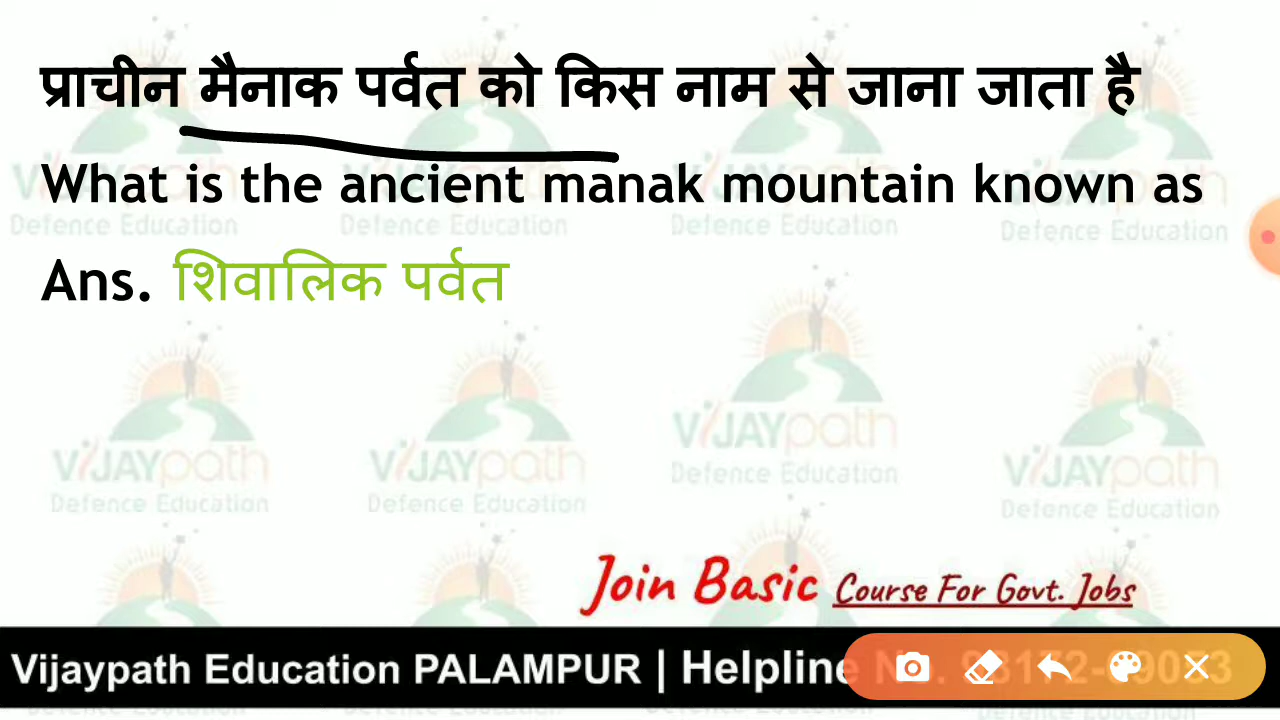 प्राचीन मैनाक पर्वत को किस नाम से जाना जाता है
What is the ancient manak mountain known as
Ans. शिवालिक पर्वत
ViJAYpath
Defence Education
Join Basic Course For Govt. Jobs
Vijaypath Education PALAMPUR | Helpline No.